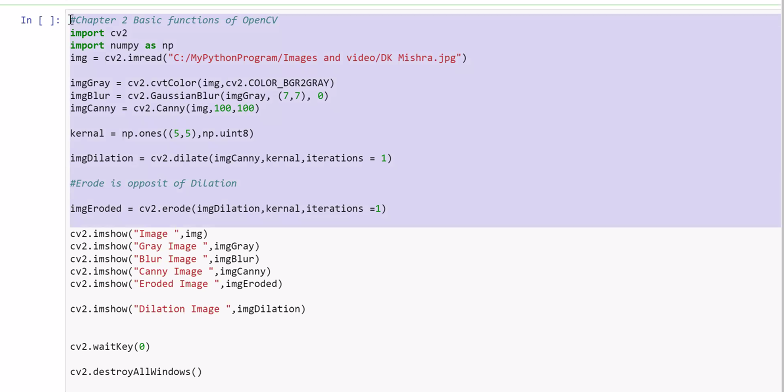 In [ ]:
#Chapter 2 Basic functions of OpenCV
import cv2
import numpy as np
img = cv2.imread("C:/MyPythonProgram/Images and video/DK Mishra.jpg")
imgGray = cv2.cvtColor(img,cv2.COLOR_BGR2GRAY)
imgBlur = cv2.GaussianBlur(imgGray, (7,7), 0)
imgCanny = cv2.Canny(img,100,100)
kernal = np.ones((5,5),np.uint8)
imgDilation = cv2.dilate(imgCanny,kernal,iterations = 1)
#Erode is opposit of Dilation
imgEroded = cv2.erode(imgDilation,kernal,iterations =1)
cv2.imshow("Image ",img)
cv2.imshow("Gray Image ",imgGray)
cv2.imshow("Blur Image ",imgBlur)
cv2.imshow("Canny Image ",imgCanny)
cv2.imshow("Eroded Image ",imgEroded)
cv2.imshow("Dilation Image ",imgDilation)
cv2.waitKey(0)
cv2.destroyAllWindows()